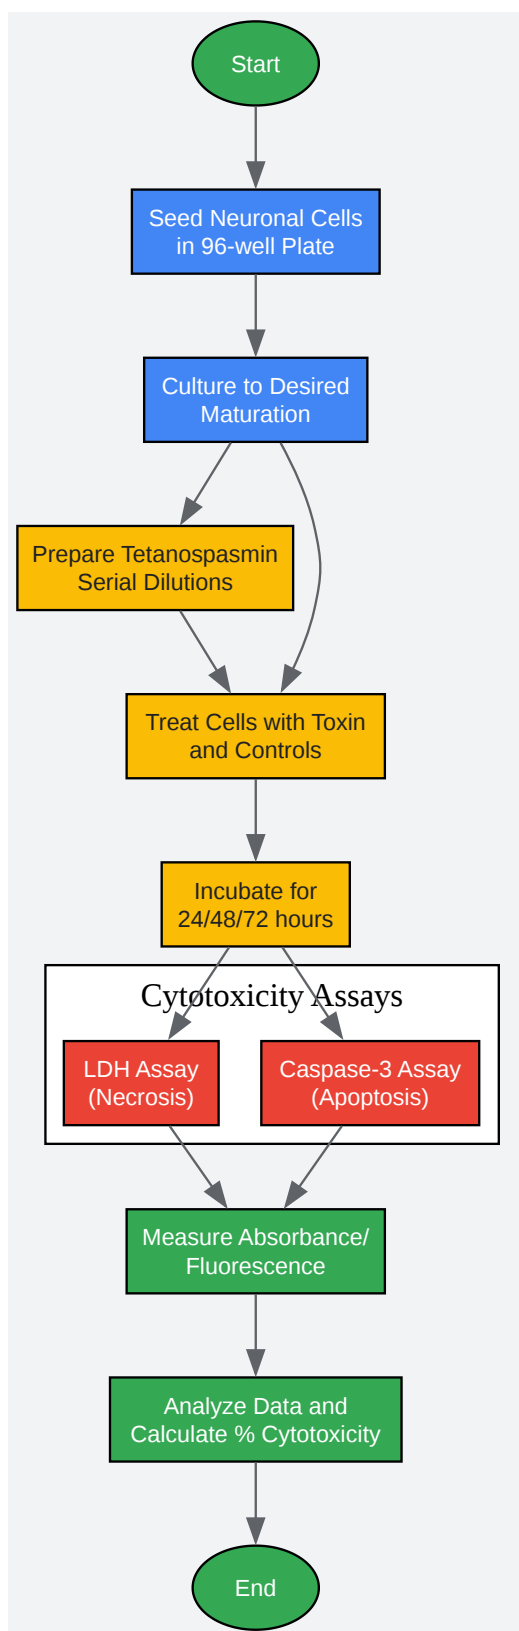 Start
Seed Neuronal Cells
in 96-well Plate
Culture to Desired
Maturation
Prepare Tetanospasmin
Serial Dilutions
Treat Cells with Toxin
and Controls
Incubate for
24/48/72 hours
Cytotoxicity Assays
LDH Assay
(Necrosis)
Caspase-3 Assay
(Apoptosis)
Measure Absorbance/
Fluorescence
Analyze Data and
Calculate % Cytotoxicity
End